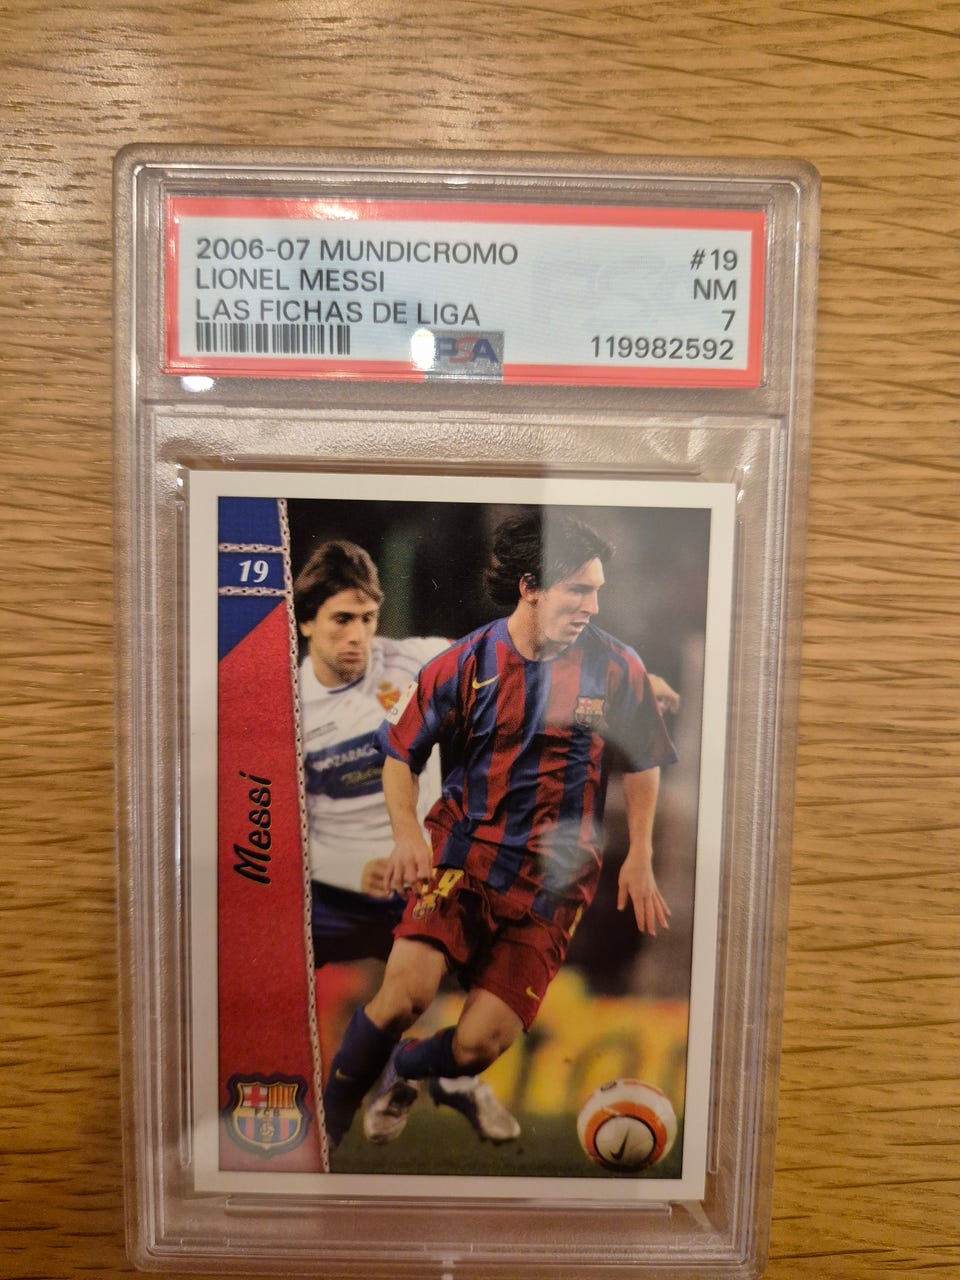 2006-07 MUNDICROMO #19
LIONEL MESSI NM
LAS FICHAS DE LIGA 7
PSA 119982592
19
Messi